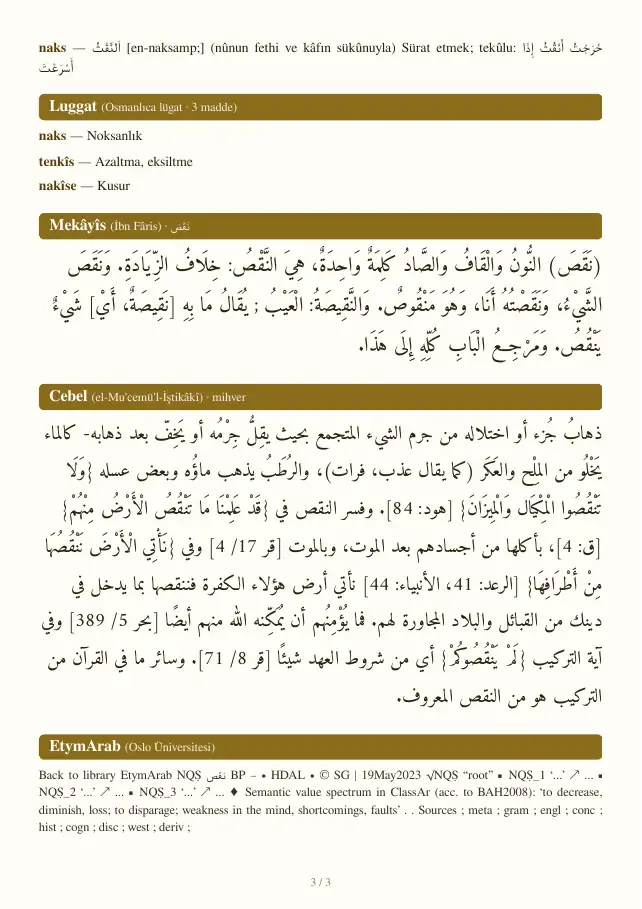 naks — اَلنَّقْثُ [en-naksamp;] (nûnun fethi ve kâfın sükûnuyla) Sürat etmek; tekûlu: خَرَجْتُ أَنْقُثُ إِذَا
أَسْرَعْتَ
Luggat (Osmanlıca lügat · 3 madde)
naks — Noksanlık
tenkîs — Azaltma, eksiltme
nakîse — Kusur
Mekâyîs (İbn Fâris) · نَقَصَ
(نَقَصَ) النُّونُ وَالْقَافُ وَالصَّادُ كَلِمَةٌ وَاحِدَةٌ، هِيَ النَّقْصُ: خِلَافُ الزِّيَادَةِ. وَنَقَصَ
الشَّيْءُ، وَنَقَصْتُهُ أَنَا، وَهُوَ مَنْقُوصٌ. وَالنَّقِيصَةُ: الْعَيْبُ ; يُقَالُ مَا بِهِ [نَقِيصَةٌ، أَيْ] شَيْءٌ
يَنْقُصُ. وَمَرْجِعُ الْبَابِ كُلِّهِ إِلَى هَذَا.
Cebel (el-Mu'cemü'l-İştikâkî) · mihver
ذهابُ جُزء أو اختلاله من جرم الشيء المتجمع بحيث يقِلُّ جِرْمُه أو يَخِفّ بعد ذهابه- كالماء
يَخْلُو من المِلْح والعَكَر (كما يقال عذب، فرات)، والرُطَبُ يذهب ماؤُه وبعض عسله {وَلَا
تَنْقُصُوا الْمِكْيَال وَالْمِيزَانَ} [هود: 84]. وفسر النقص في {قَدْ عَلِمْنَا مَا تَنْقُصُ الْأَرْضُ مِنْهُمْ}
[ق: 4]، بأكلها من أجسادهم بعد الموت، وبالموت [قر 17/ 4] وفي {نَأْتِي الْأَرْضَ نَنْقُصُهَا
مِنْ أَطْرَافِهَا} [الرعد: 41، الأنبياء: 44] نأتي أرض هؤلاء الكفرة فننقصها بما يدخل في
دينك من القبائل والبلاد المجاورة لهم. فما يُؤْمِنُهم أن يُمَكِّنه الله منهم أيضًا [بحر 5/ 389] وفي
آية التركيب {لَمْ يَنْقُصُوكُمْ} أي من شروط العهد شيئًا [قر 8/ 71]. وسائر ما في القرآن من
التركيب هو من النقص المعروف.
EtymArab (Oslo Üniversitesi)
Back to library EtymArab NQṢ نقص BP – • HDAL • © SG | 19May2023 √NQṢ “root” ▪ NQṢ_1 ‘...’ ↗ ... ▪
NQṢ_2 ‘...’ ↗ ... ▪ NQṢ_3 ‘...’ ↗ ... ♦ Semantic value spectrum in ClassAr (acc. to BAH2008): ‘to decrease,
diminish, loss; to disparage; weakness in the mind, shortcomings, faults’ . . Sources ; meta ; gram ; engl ; conc ;
hist ; cogn ; disc ; west ; deriv ;
3 / 3